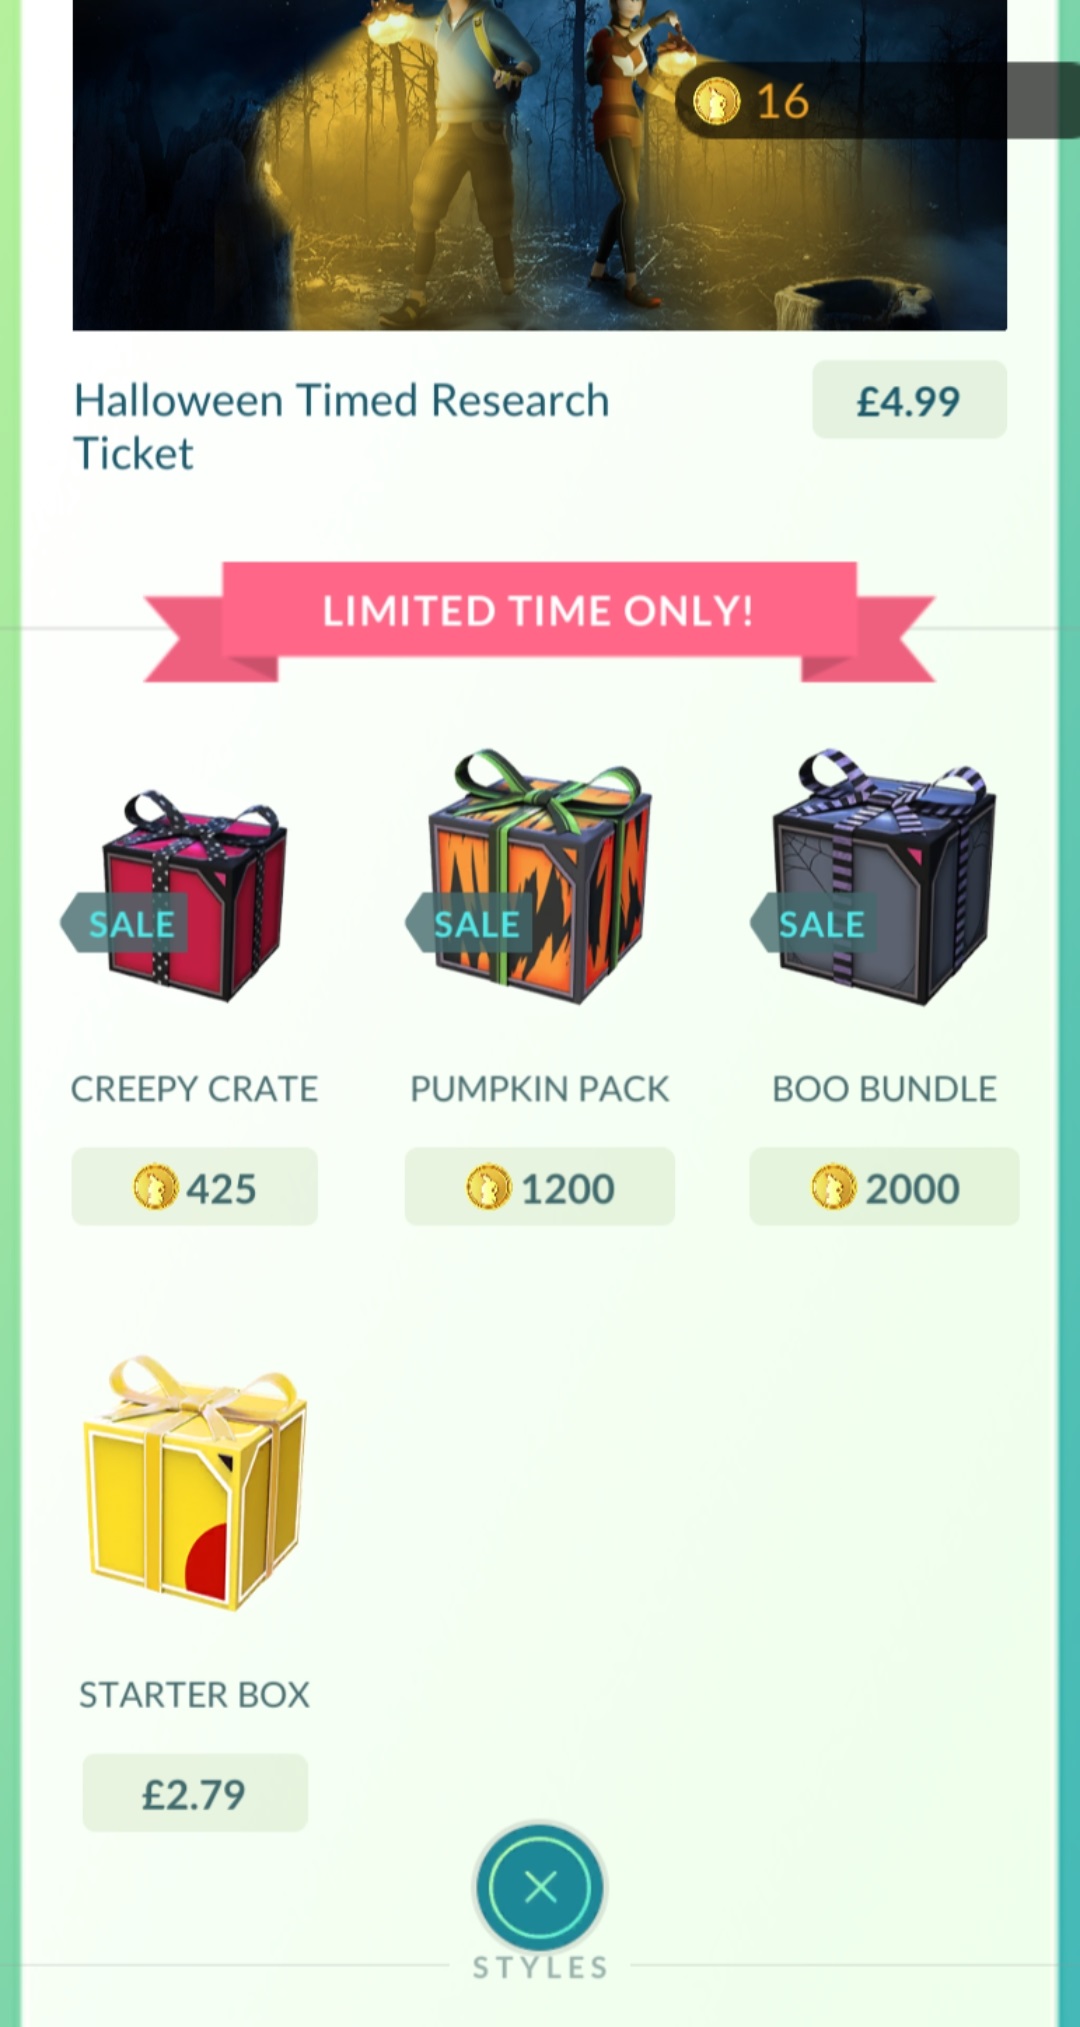 16
Halloween Timed Research
Ticket
£4.99
LIMITED TIME ONLY!
SALE
SALE
SALE
CREEPY CRATE
PUMPKIN PACK
BOO BUNDLE
425
1200
2000
STARTER BOX
£2.79
STYLES